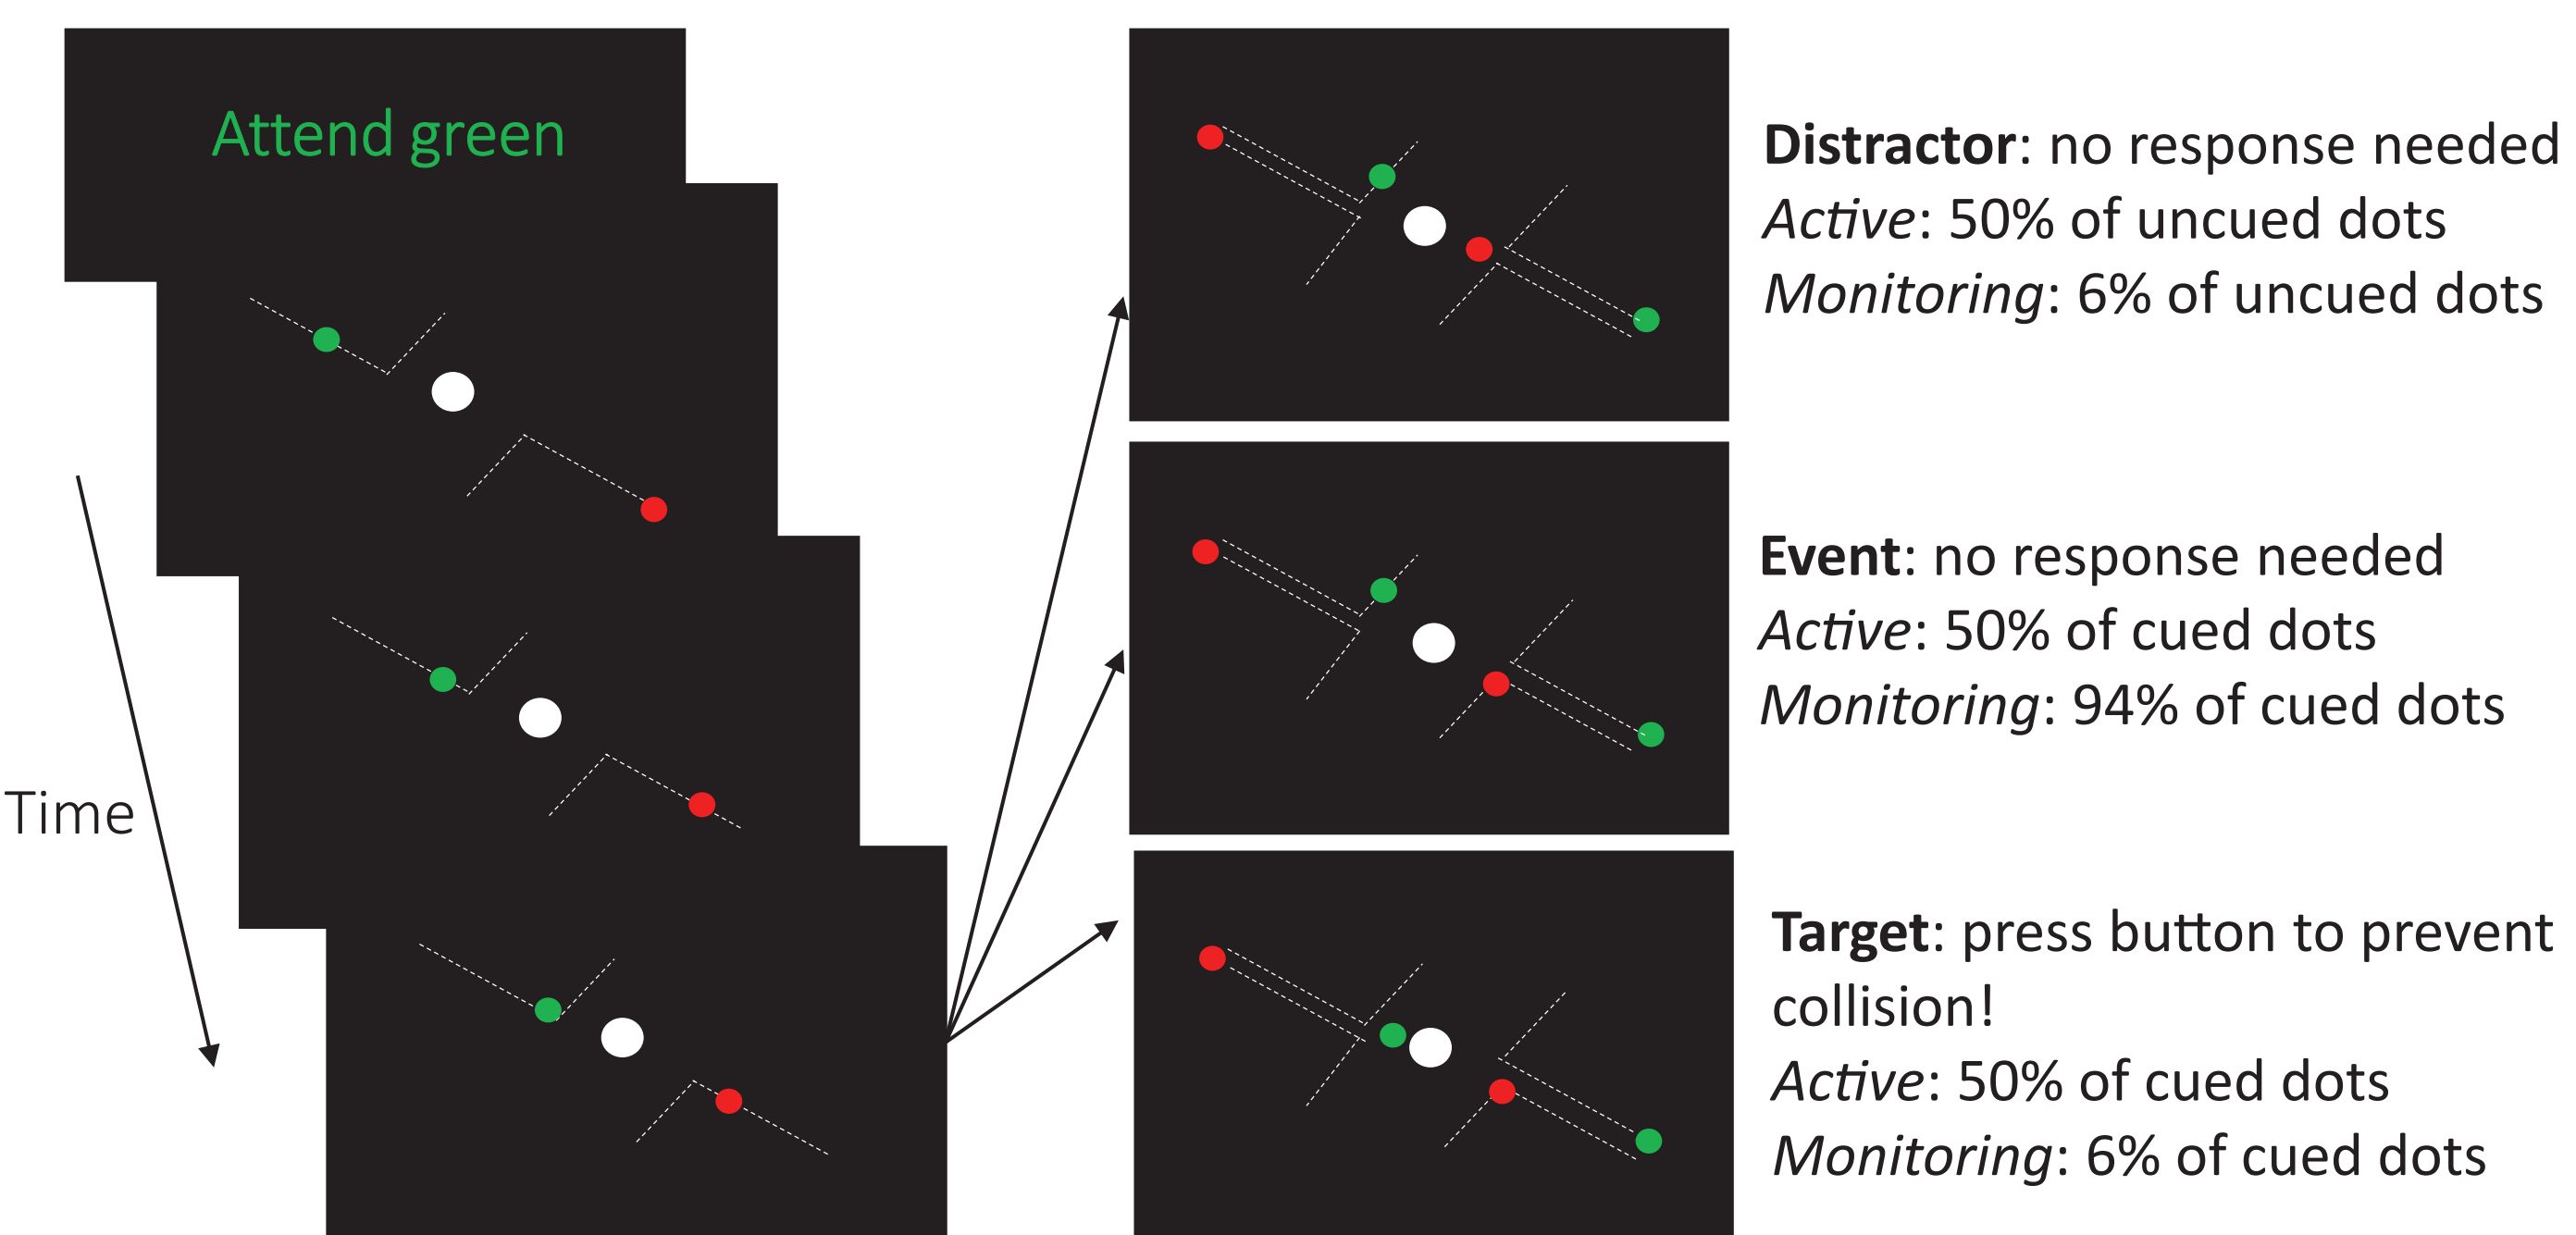 Attend green
Time
Distractor: no response needed
Active: 50% of uncued dots
Monitoring: 6% of uncued dots
Event: no response needed
Active: 50% of cued dots
Monitoring: 94% of cued dots
Target: press button to prevent
collision!
Active: 50% of cued dots
Monitoring: 6% of cued dots